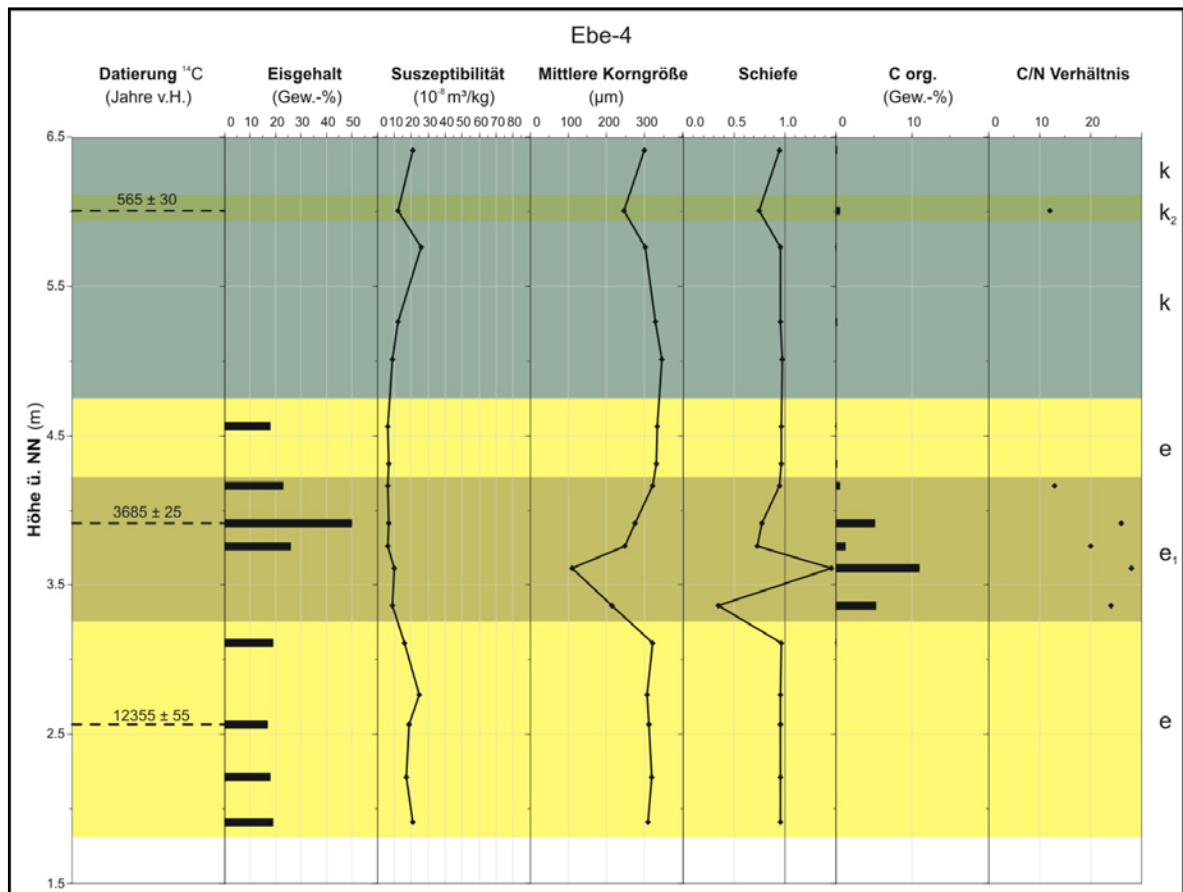 Ebe-4
Datierung ¹⁴C Eisgehalt Suszeptibilität Mittlere Korngröße Schiefe C org. C/N Verhältnis
(Jahre v.H.) (Gew.-%) (10⁻⁸ m³/kg) (µm) (Gew.-%)
0 10 20 30 40 50 0 10 20 30 40 50 60 70 80 0 100 200 300 0.0 0.5 1.0 0 10 0 10 20
6.5
k
565 ± 30
k₂
5.5
k
4.5
e
3685 ± 25
e₁
3.5
12355 ± 55
2.5
e
1.5
Höhe ü. NN (m)